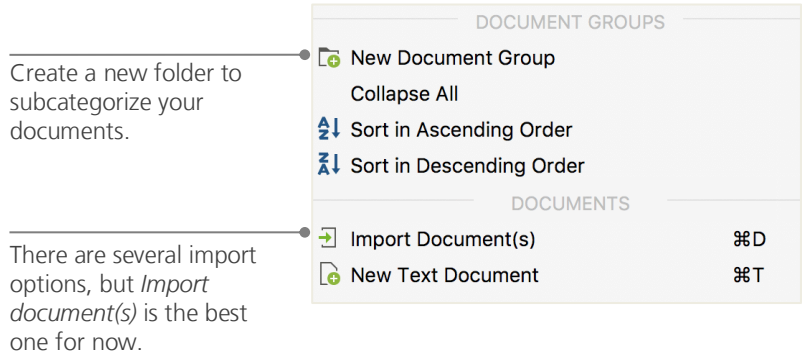 DOCUMENT GROUPS
New Document Group
Create a new folder to
subcategorize your
documents.
Collapse All
Sort in Ascending Order
Sort in Descending Order
DOCUMENTS
Import Document(s) ⌘D
There are several import
options, but Import
document(s) is the best
one for now.
New Text Document ⌘T